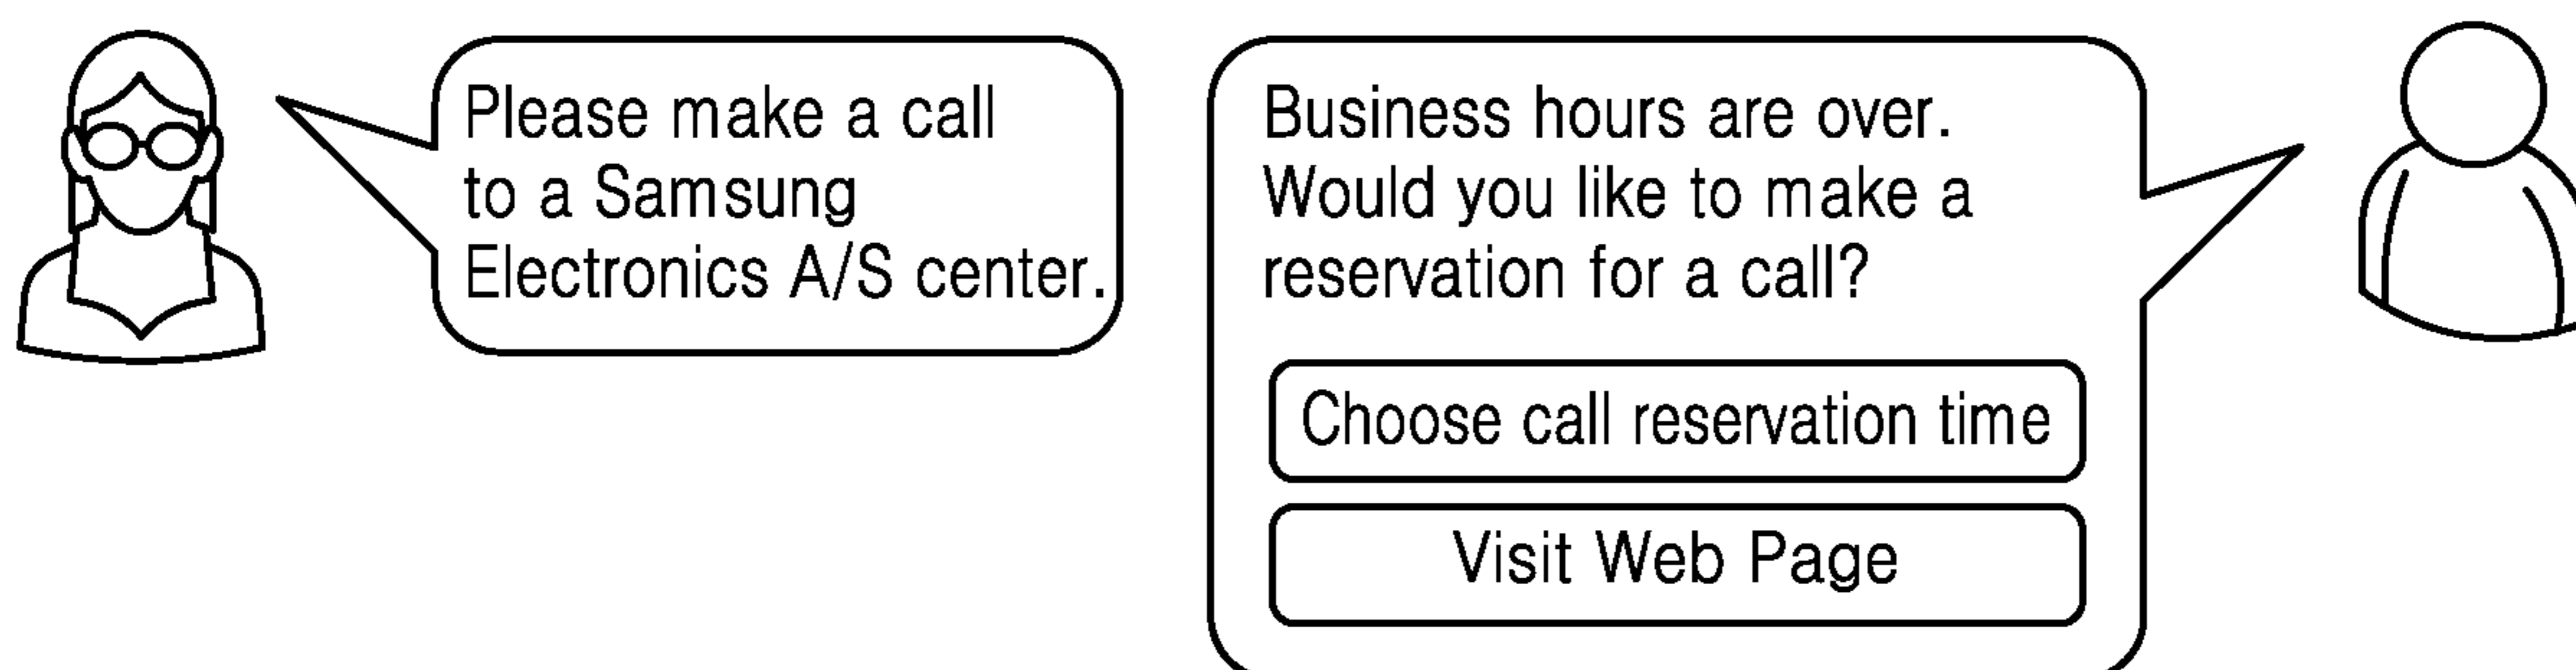 Please make a call
to a Samsung
Electronics A/S center.
Business hours are over.
Would you like to make a
reservation for a call?
Choose call reservation time
Visit Web Page